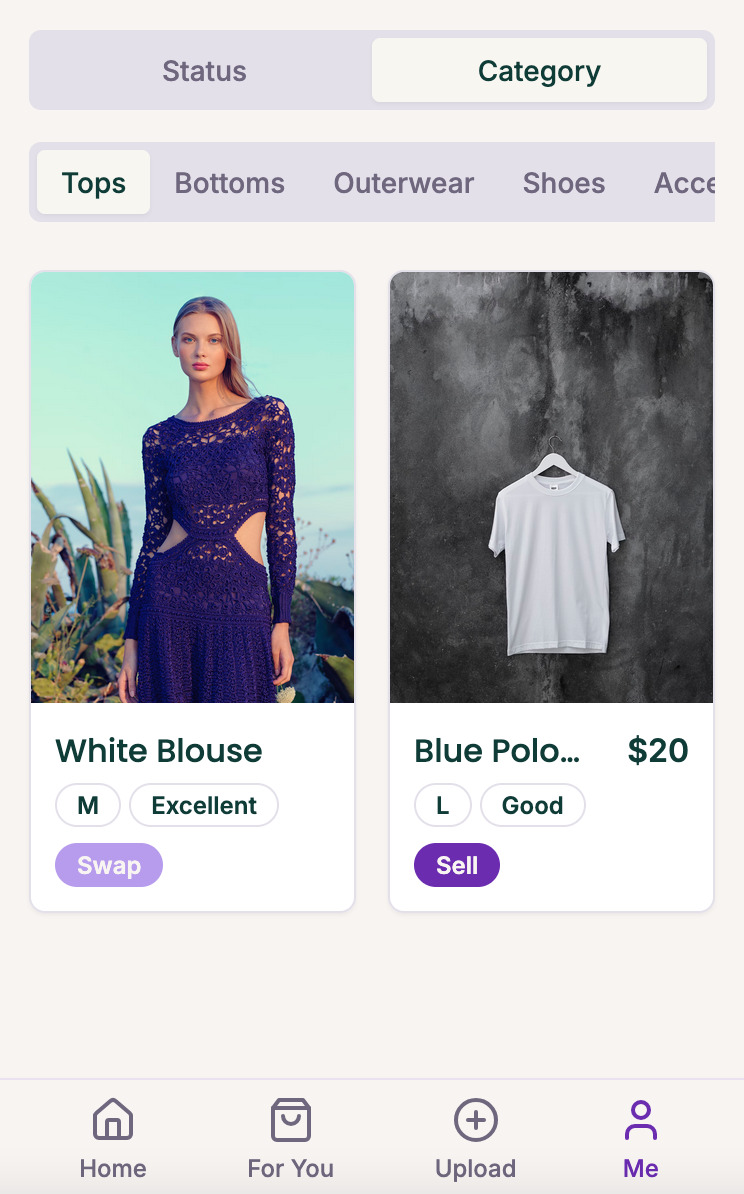 Status Category
Tops Bottoms Outerwear Shoes Acce
White Blouse
M Excellent
Swap
Blue Polo... $20
L Good
Sell
Home For You Upload Me